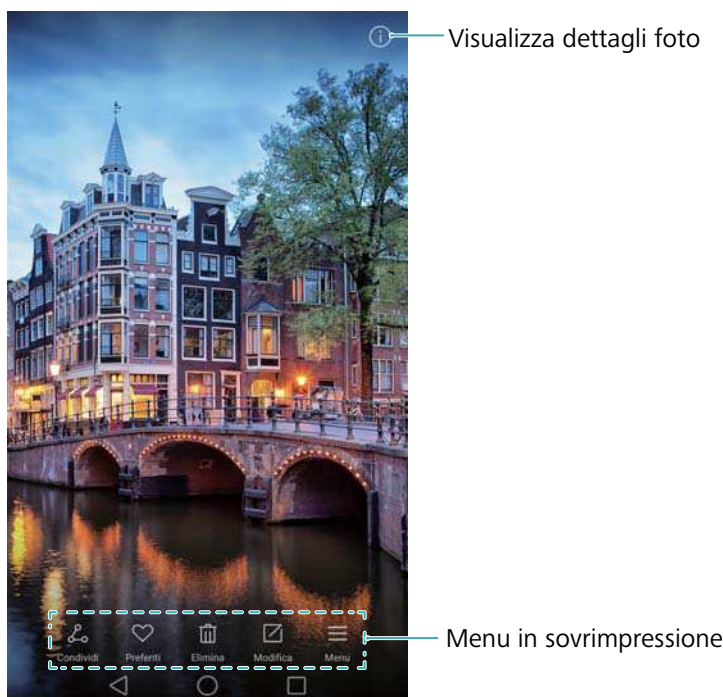 Visualizza dettagli foto
Menu in sovrimpressione
Condividi Preferiti Elimina Modifica Menu